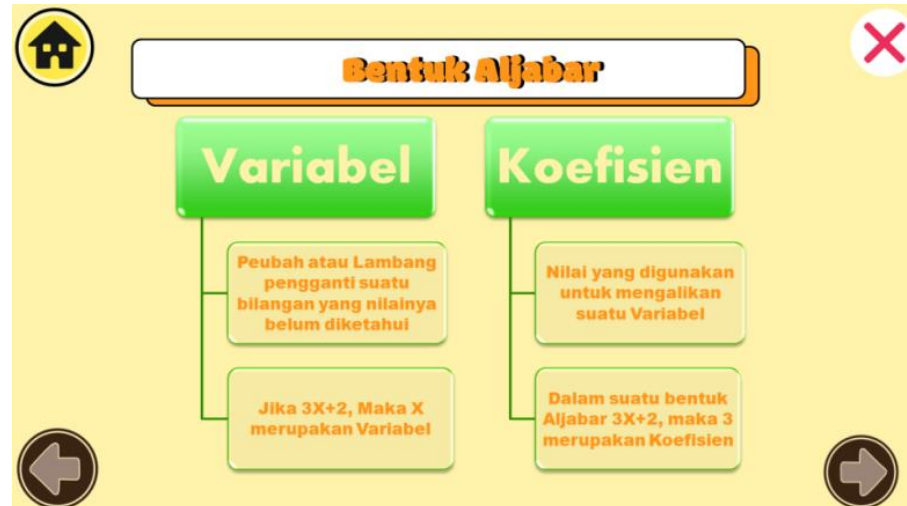 Bentuk Aljabar
Variabel
Peubah atau Lambang
pengganti suatu
bilangan yang nilainya
belum diketahui
Jika 3X+2, Maka X
merupakan Variabel
Koefisien
Nilai yang digunakan
untuk mengalikan
suatu Variabel
Dalam suatu bentuk
Aljabar 3X+2, maka 3
merupakan Koefisien